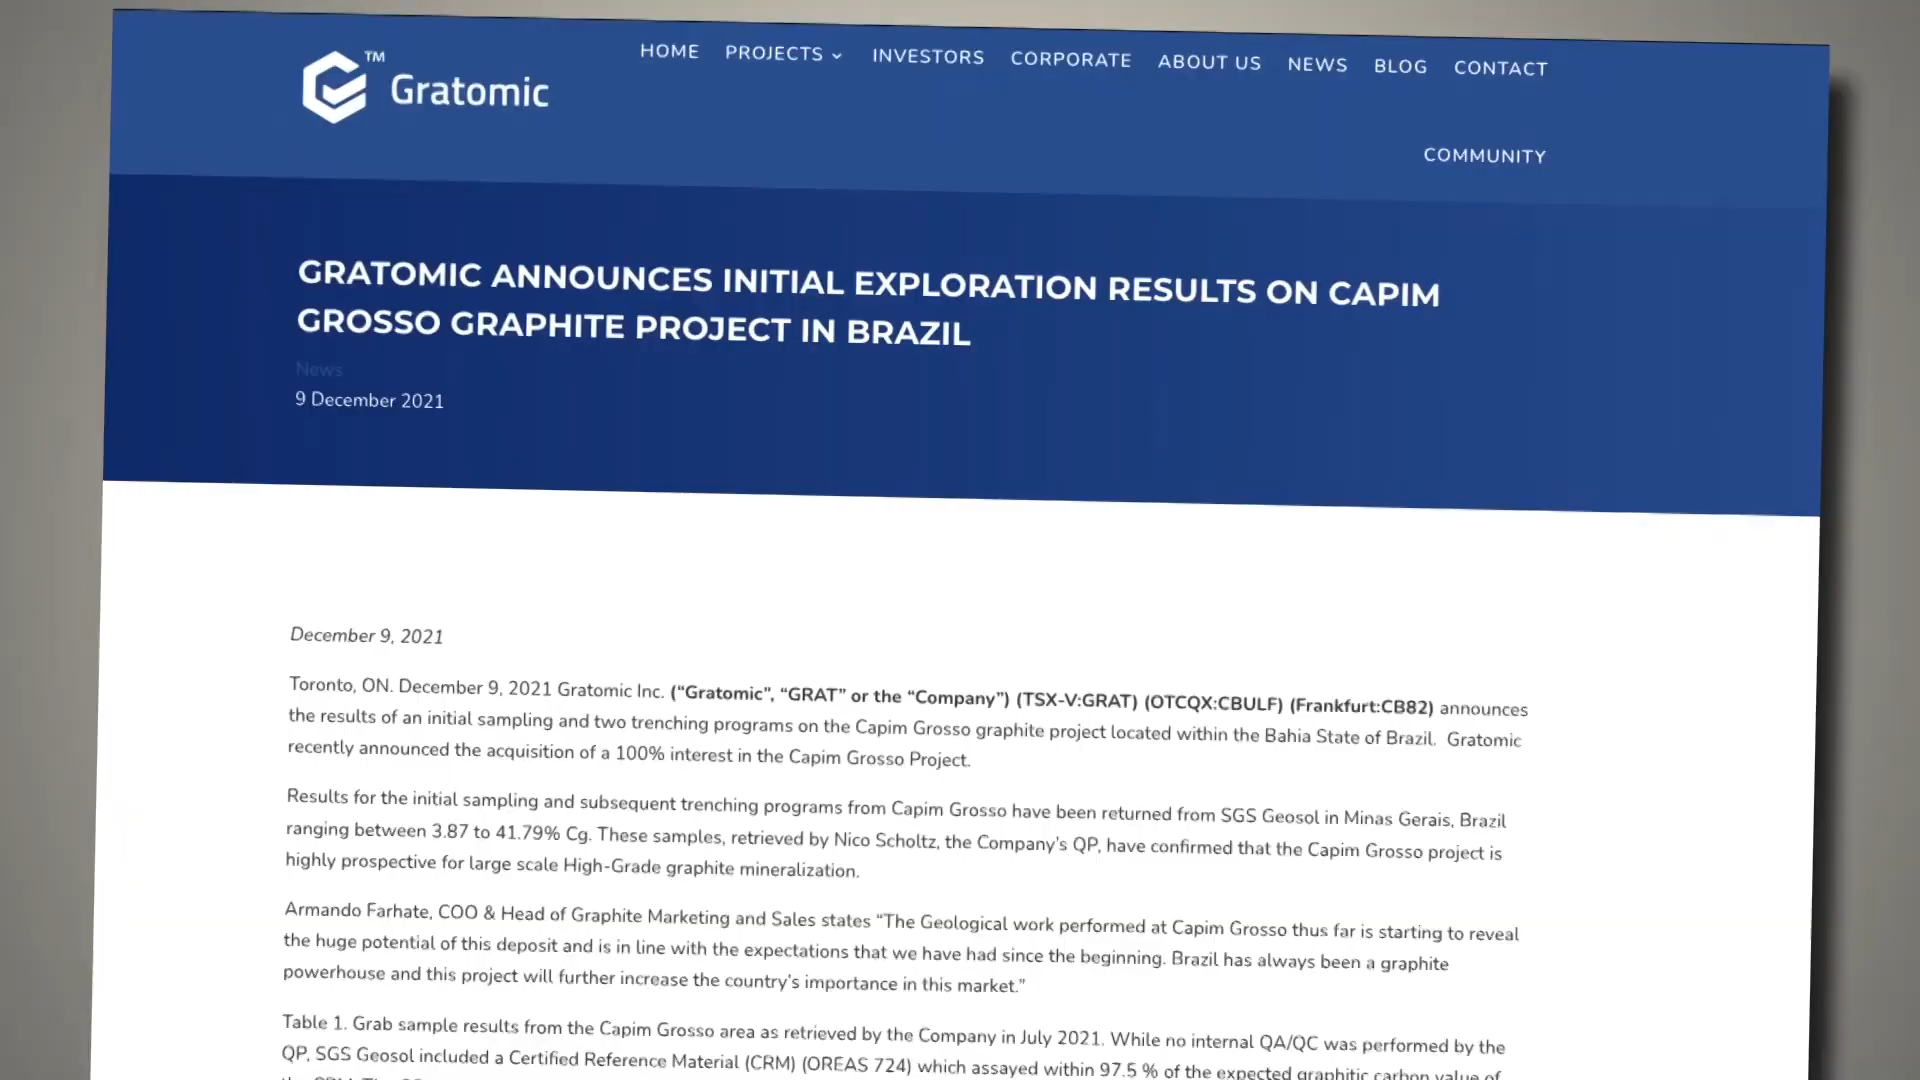 Gratomic™
HOME PROJECTS INVESTORS CORPORATE ABOUT US NEWS BLOG CONTACT
COMMUNITY
GRATOMIC ANNOUNCES INITIAL EXPLORATION RESULTS ON CAPIM
GROSSO GRAPHITE PROJECT IN BRAZIL
News
9 December 2021
December 9, 2021
Toronto, ON. December 9, 2021 Gratomic Inc. (“Gratomic”, “GRAT” or the “Company”) (TSX-V:GRAT) (OTCQX:CBULF) (Frankfurt:CB82) announces
the results of an initial sampling and two trenching programs on the Capim Grosso graphite project located within the Bahia State of Brazil. Gratomic
recently announced the acquisition of a 100% interest in the Capim Grosso Project.
Results for the initial sampling and subsequent trenching programs from Capim Grosso have been returned from SGS Geosol in Minas Gerais, Brazil
ranging between 3.87 to 41.79% Cg. These samples, retrieved by Nico Scholtz, the Company’s QP, have confirmed that the Capim Grosso project is
highly prospective for large scale High-Grade graphite mineralization.
Armando Farhate, COO & Head of Graphite Marketing and Sales states “The Geological work performed at Capim Grosso thus far is starting to reveal
the huge potential of this deposit and is in line with the expectations that we have had since the beginning. Brazil has always been a graphite
powerhouse and this project will further increase the country’s importance in this market.”
Table 1. Grab sample results from the Capim Grosso area as retrieved by the Company in July 2021. While no internal QA/QC was performed by the
QP, SGS Geosol included a Certified Reference Material (CRM) (OREAS 724) which assayed within 97.5 % of the expected graphitic carbon value of